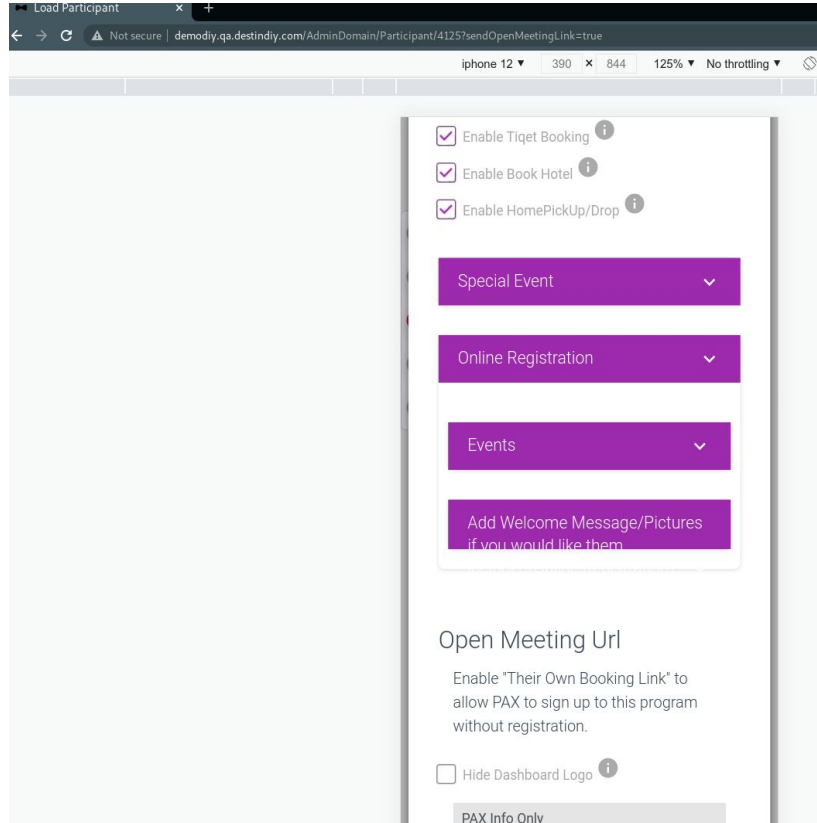 Load Participant × +
Not secure | demodiy.qa.destindiy.com/AdminDomain/Participant/4125?sendOpenMeetingLink=true
iphone 12 ▼ 390 × 844 125% ▼ No throttling ▼
Enable Tiqet Booking i
Enable Book Hotel i
Enable HomePickUp/Drop i
Special Event
Online Registration
Events
Add Welcome Message/Pictures
if you would like them
Open Meeting Url
Enable "Their Own Booking Link" to
allow PAX to sign up to this program
without registration.
Hide Dashboard Logo i
PAX Info Only